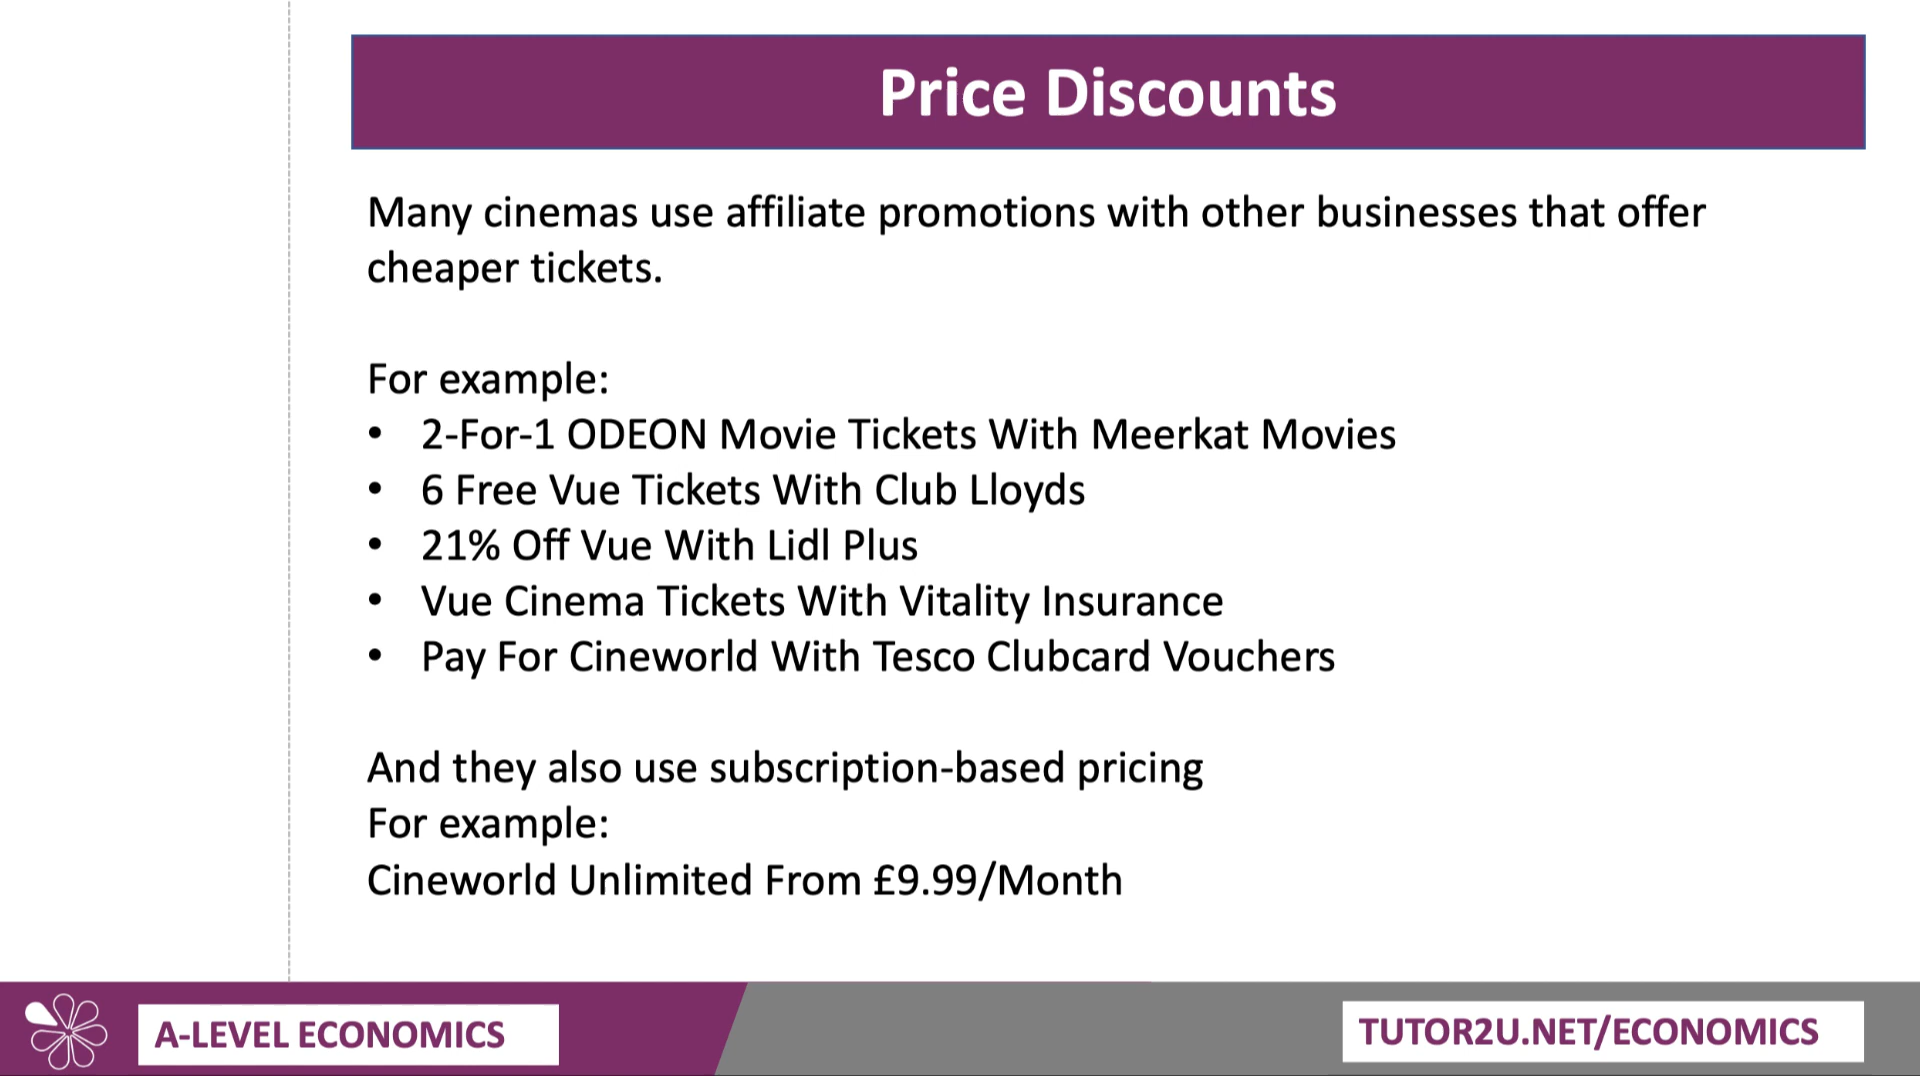 Price Discounts
Many cinemas use affiliate promotions with other businesses that offer
cheaper tickets.
For example:
• 2-For-1 ODEON Movie Tickets With Meerkat Movies
• 6 Free Vue Tickets With Club Lloyds
• 21% Off Vue With Lidl Plus
• Vue Cinema Tickets With Vitality Insurance
• Pay For Cineworld With Tesco Clubcard Vouchers
And they also use subscription-based pricing
For example:
Cineworld Unlimited From £9.99/Month
A-LEVEL ECONOMICS
TUTOR2U.NET/ECONOMICS